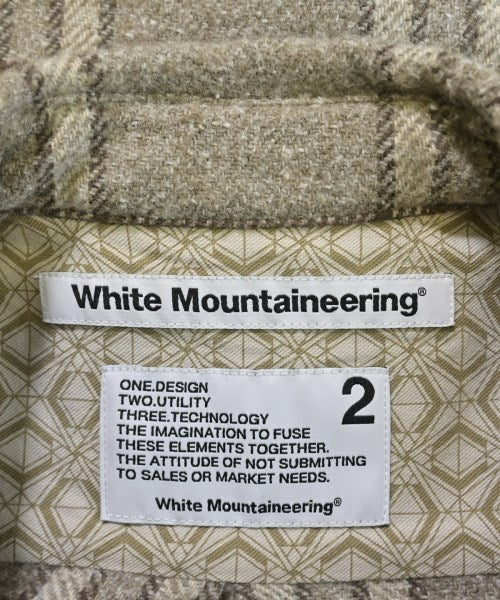 White Mountaineering®
2
ONE.DESIGN
TWO.UTILITY
THREE.TECHNOLOGY
THE IMAGINATION TO FUSE
THESE ELEMENTS TOGETHER.
THE ATTITUDE OF NOT SUBMITTING
TO SALES OR MARKET NEEDS.
White Mountaineering®